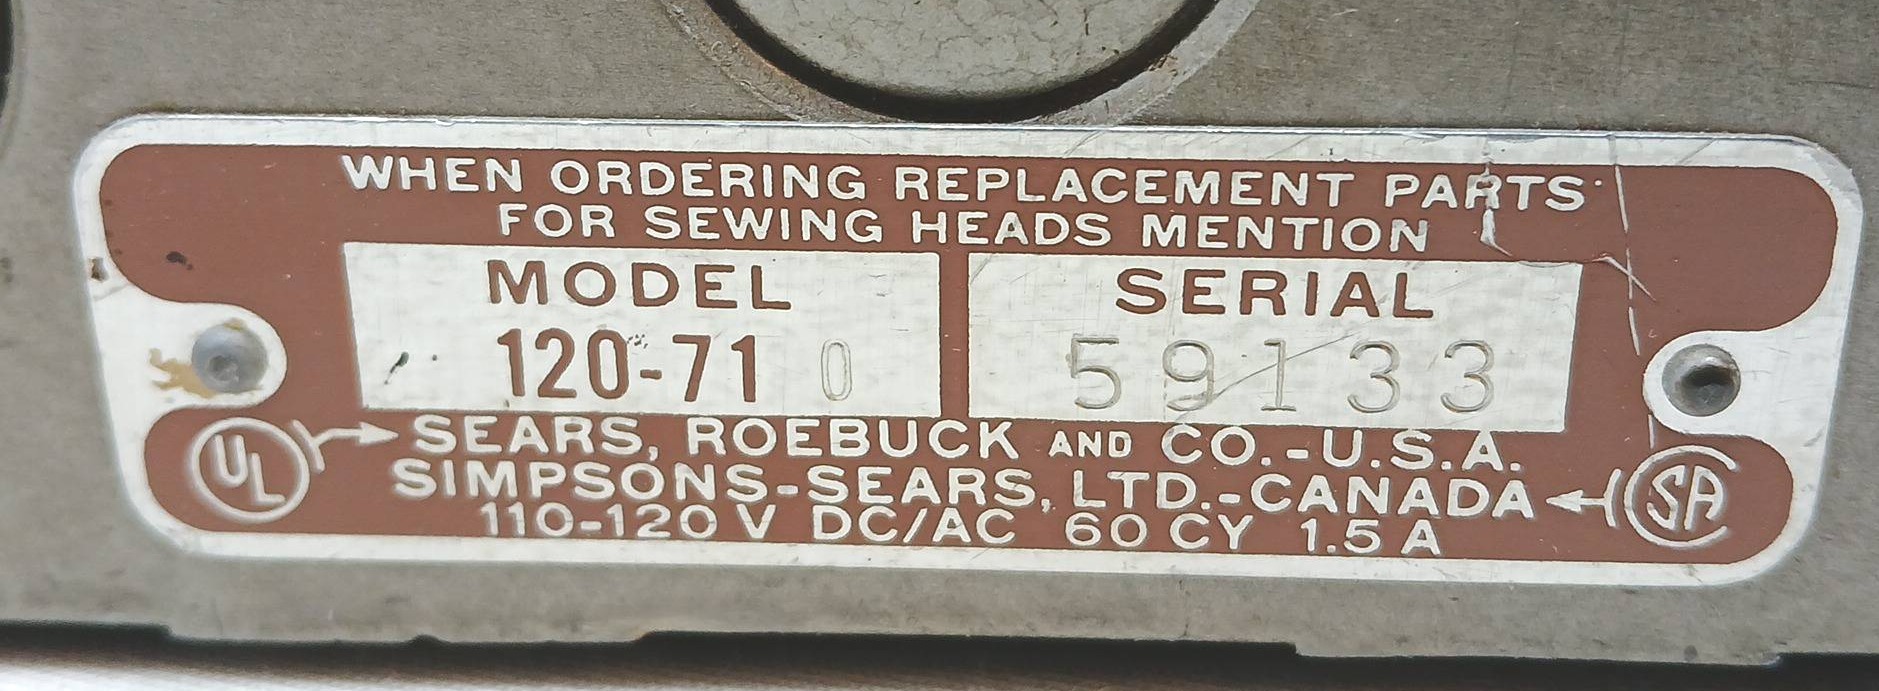 WHEN ORDERING REPLACEMENT PARTS
FOR SEWING HEADS MENTION
MODEL SERIAL
120-71 0 59133
UL SEARS, ROEBUCK AND CO.-U.S.A.
SIMPSONS-SEARS, LTD.-CANADA SA
110-120 V DC/AC 60 CY 1.5 A